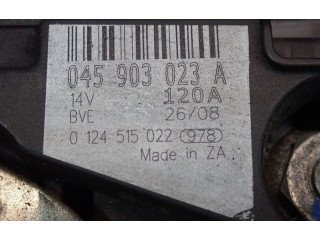 045 903 023 A
14V 120A
BVE 26/08
0 124 515 022 (978)
Made in ZA